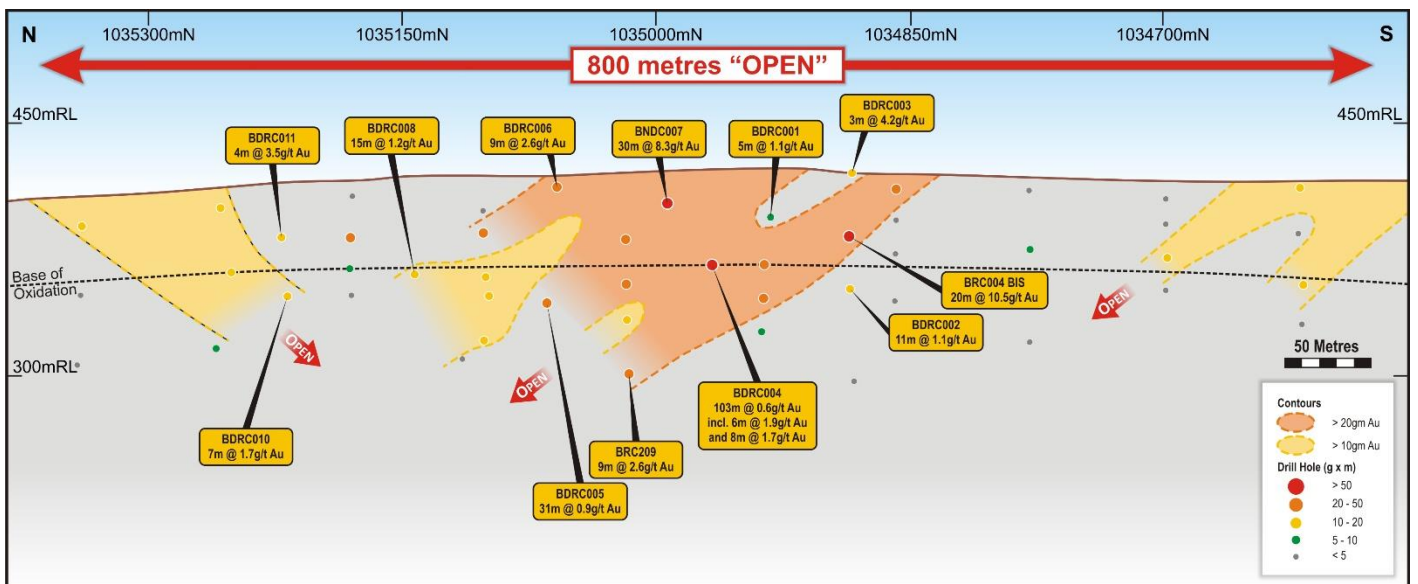 N
1035300mN
1035150mN
1035000mN
1034850mN
1034700mN
S
800 metres “OPEN”
450mRL
450mRL
BDRC011
4m @ 3.5g/t Au
BDRC008
15m @ 1.2g/t Au
BDRC006
9m @ 2.6g/t Au
BNDC007
30m @ 8.3g/t Au
BDRC001
5m @ 1.1g/t Au
BDRC003
3m @ 4.2g/t Au
Base of
Oxidation
BRC004 BIS
20m @ 10.5g/t Au
BDRC002
11m @ 1.1g/t Au
OPEN
OPEN
OPEN
300mRL
300mRL
50 Metres
BDRC010
7m @ 1.7g/t Au
BDRC005
31m @ 0.9g/t Au
BRC209
9m @ 2.6g/t Au
BDRC004
103m @ 0.6g/t Au
incl. 6m @ 1.9g/t Au
and 8m @ 1.7g/t Au
Contours
> 20gm Au
> 10gm Au
Drill Hole (g x m)
> 50
20 - 50
10 - 20
5 - 10
< 5